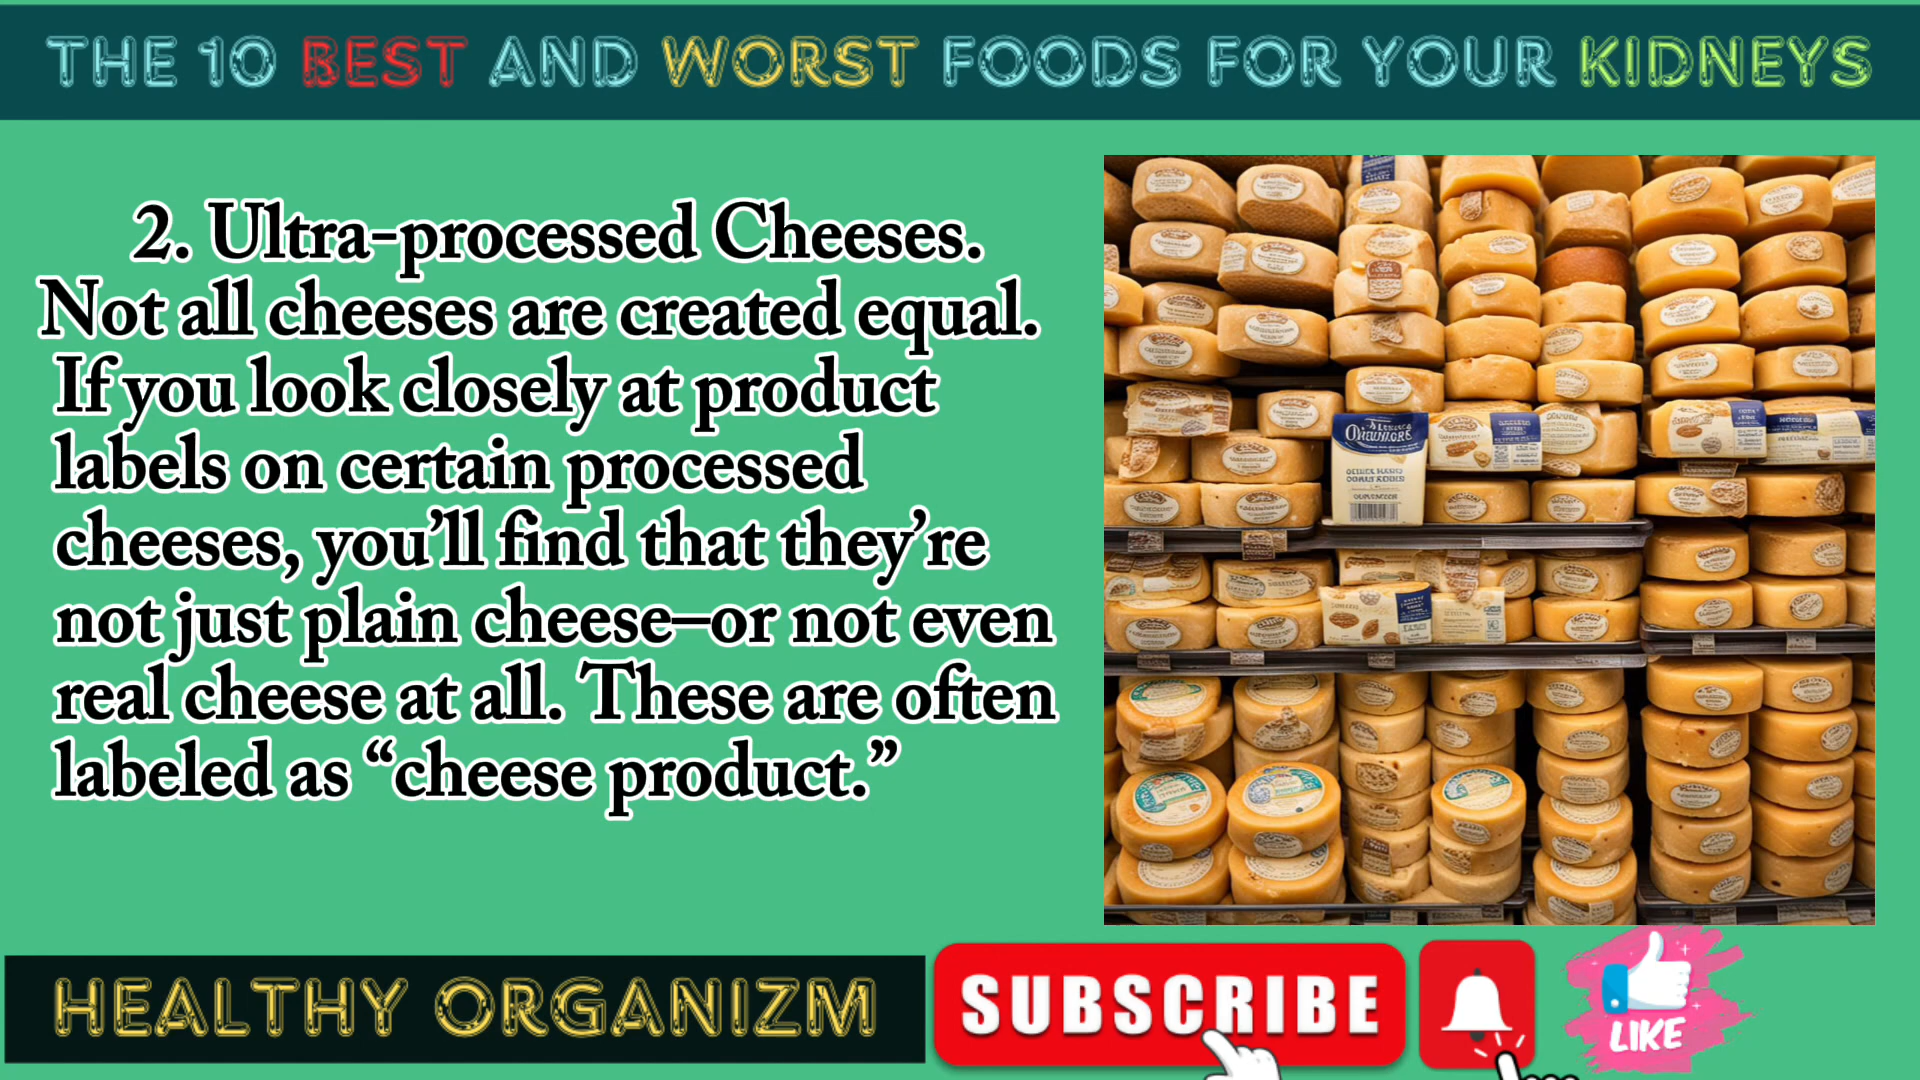 THE 10 BEST AND WORST FOODS FOR YOUR KIDNEYS
2. Ultra-processed Cheeses.
Not all cheeses are created equal.
If you look closely at product
labels on certain processed
cheeses, you’ll find that they’re
not just plain cheese—or not even
real cheese at all. These are often
labeled as “cheese product.”
HEALTHY ORGANIZM
SUBSCRIBE
LIKE